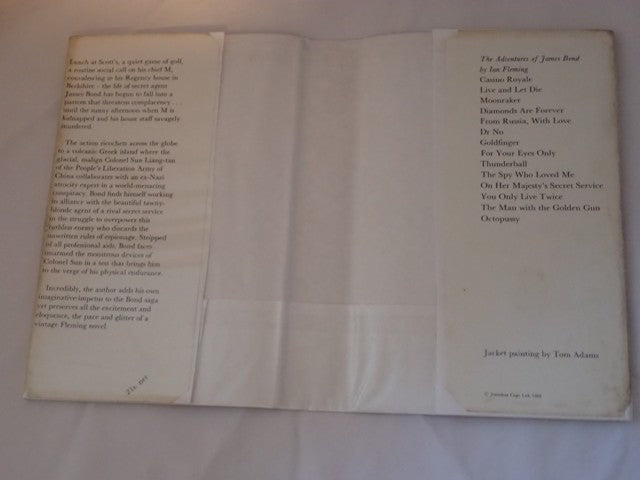 Lunch at Scott's, a quiet game of golf,
a routine social call on his chief M,
convalescing in his Regency house in
Berkshire – the life of secret agent
James Bond has begun to fall into a
pattern that threatens complacency . . .
until the sunny afternoon when M is
kidnapped and his house staff savagely
murdered.
The action ricochets across the globe
to a volcanic Greek island where the
glacial, malign Colonel Sun Liang-tan
of the People's Liberation Army of
China collaborates with an ex-Nazi
atrocity expert in a world-menacing
conspiracy. Bond finds himself working
in alliance with the beautiful tawny-
blonde agent of a rival secret service
in the struggle to overpower this
ruthless enemy who discards the
unwritten rules of espionage. Stripped
of all professional aids, Bond faces
unarmed the monstrous devices of
Colonel Sun in a test that brings him
to the verge of his physical endurance.
Incredibly, the author adds his own
imaginative impetus to the Bond saga
yet preserves all the excitement and
eloquence, the pace and glitter of a
vintage Fleming novel.
21s. net
The Adventures of James Bond
by Ian Fleming
Casino Royale
Live and Let Die
Moonraker
Diamonds Are Forever
From Russia, With Love
Dr No
Goldfinger
For Your Eyes Only
Thunderball
The Spy Who Loved Me
On Her Majesty's Secret Service
You Only Live Twice
The Man with the Golden Gun
Octopussy
Jacket painting by Tom Adams
© Jonathan Cape Ltd, 1968